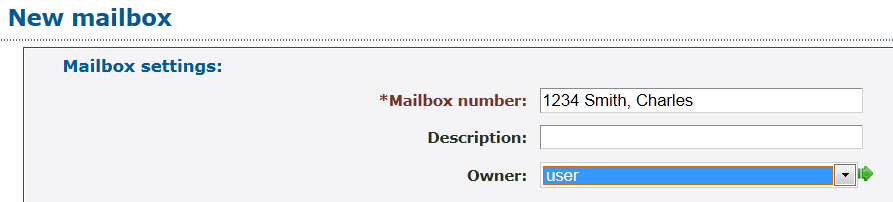 New mailbox
Mailbox settings:
*Mailbox number: 1234 Smith, Charles
Description:
Owner: user